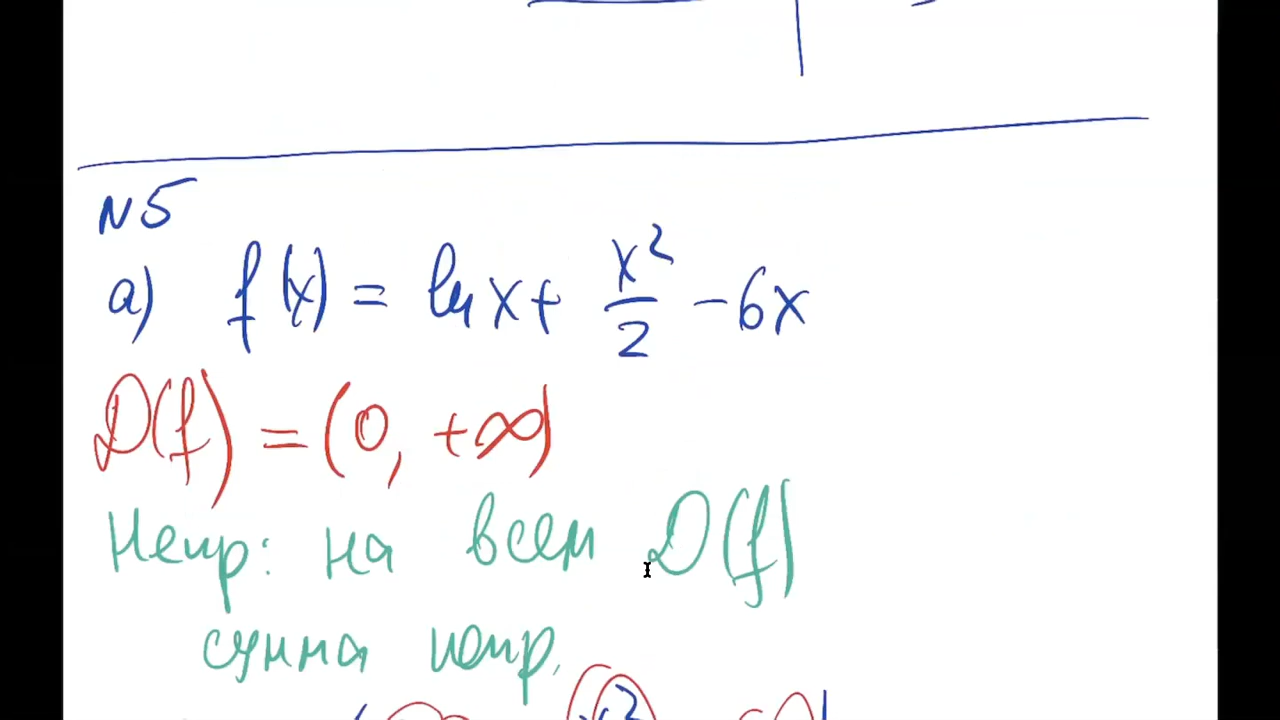 N5
a) f(x) = ln x + x²/2 - 6x
D(f) = (0, +∞)
Непр: на всем D(f)
сумма непр.